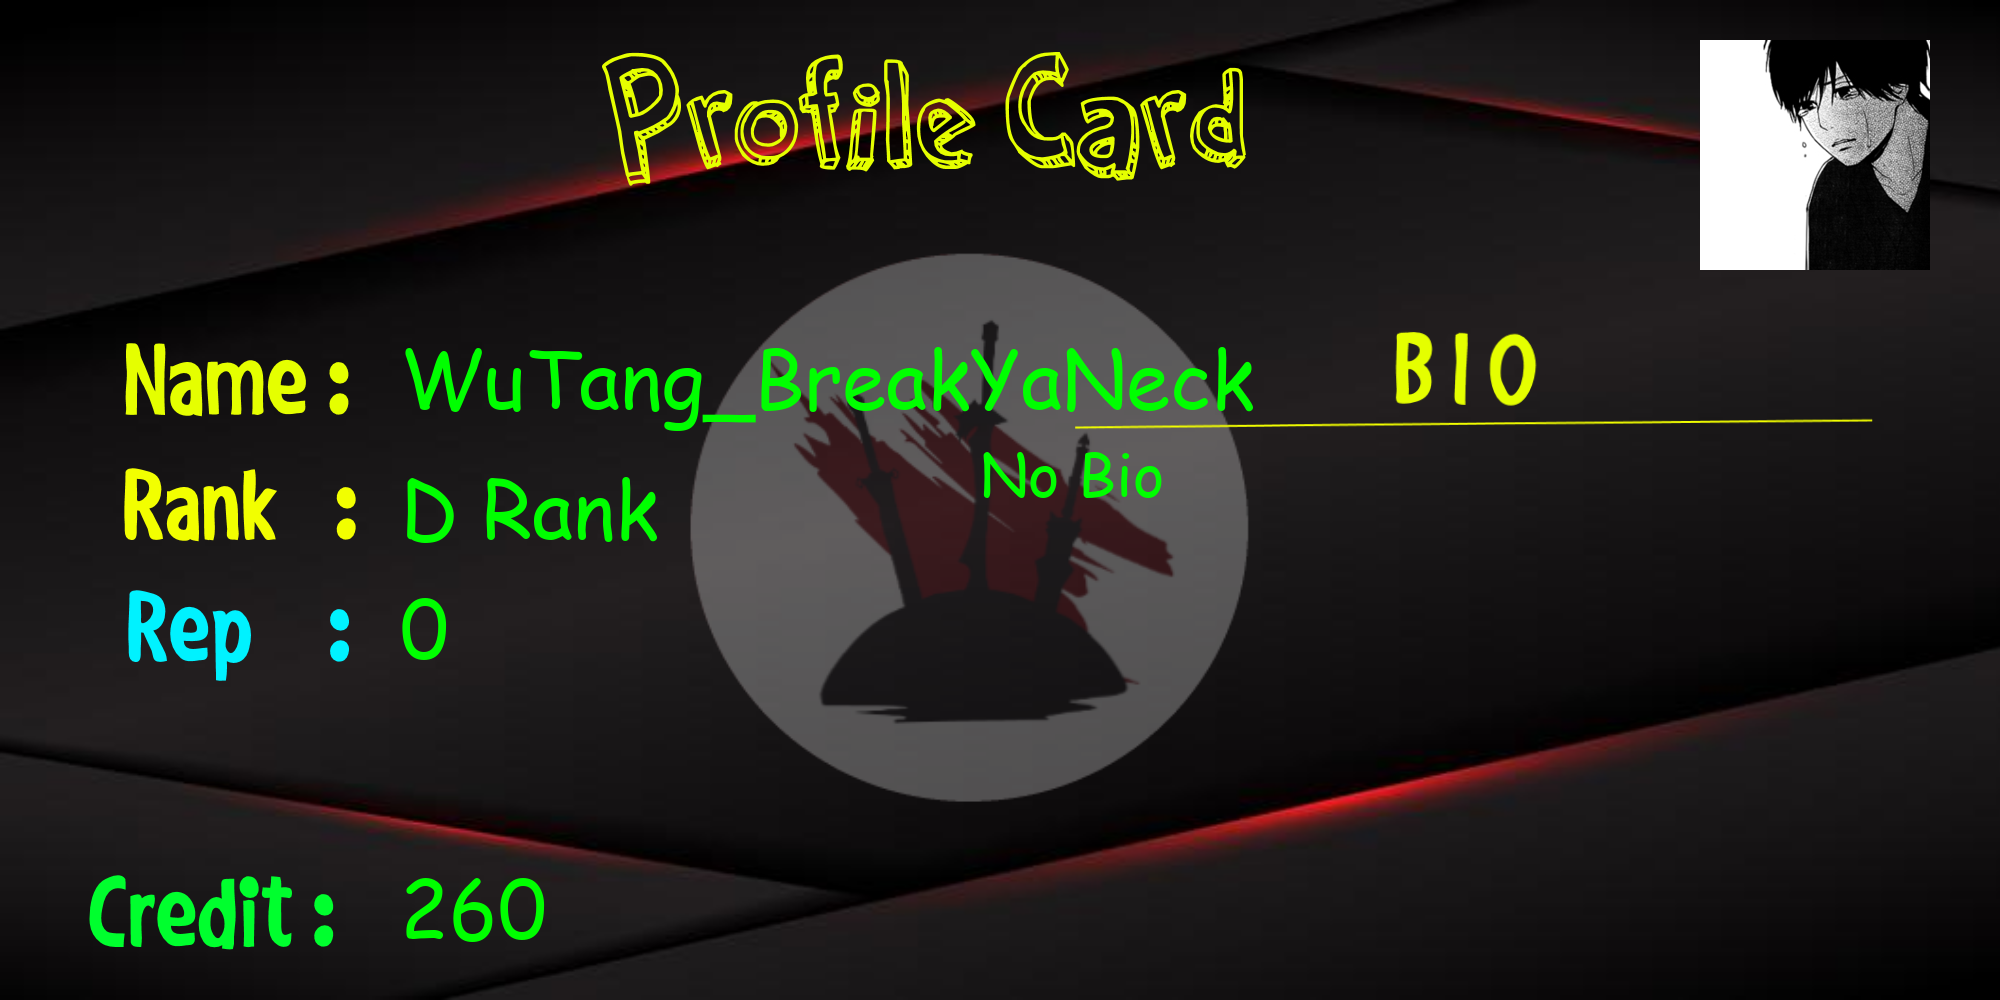 Profile Card
Name : WuTang_BreakYaNeck
BIO
No Bio
Rank : D Rank
Rep : 0
Credit : 260